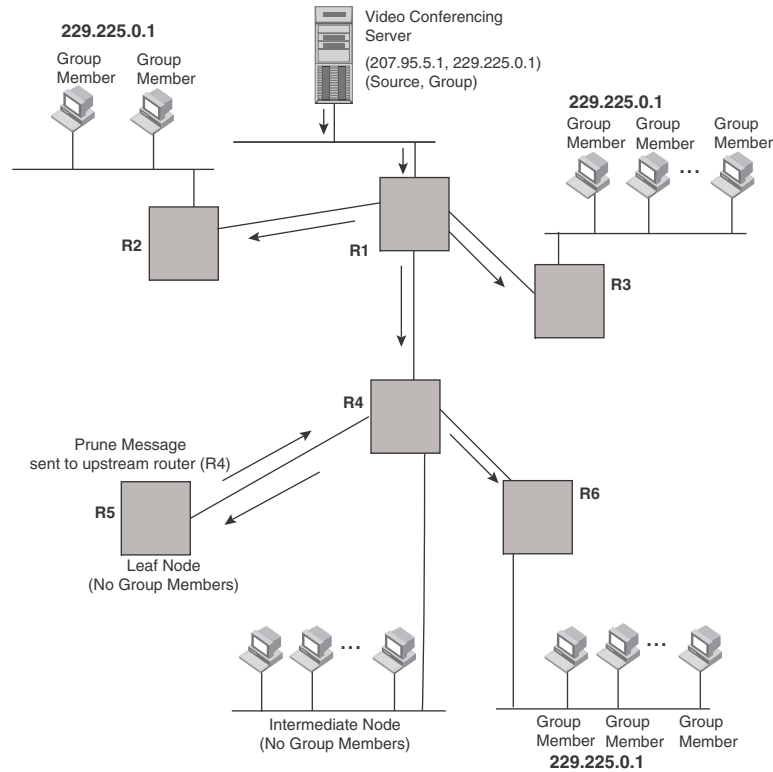 229.225.0.1
Group Member
Group Member
Video Conferencing
Server
(207.95.5.1, 229.225.0.1)
(Source, Group)
229.225.0.1
Group Member
Group Member
...
Group Member
R2
R1
R3
R4
Prune Message
sent to upstream router (R4)
R5
Leaf Node
(No Group Members)
R6
...
Intermediate Node
(No Group Members)
...
Group Member
Group Member
Group Member
229.225.0.1